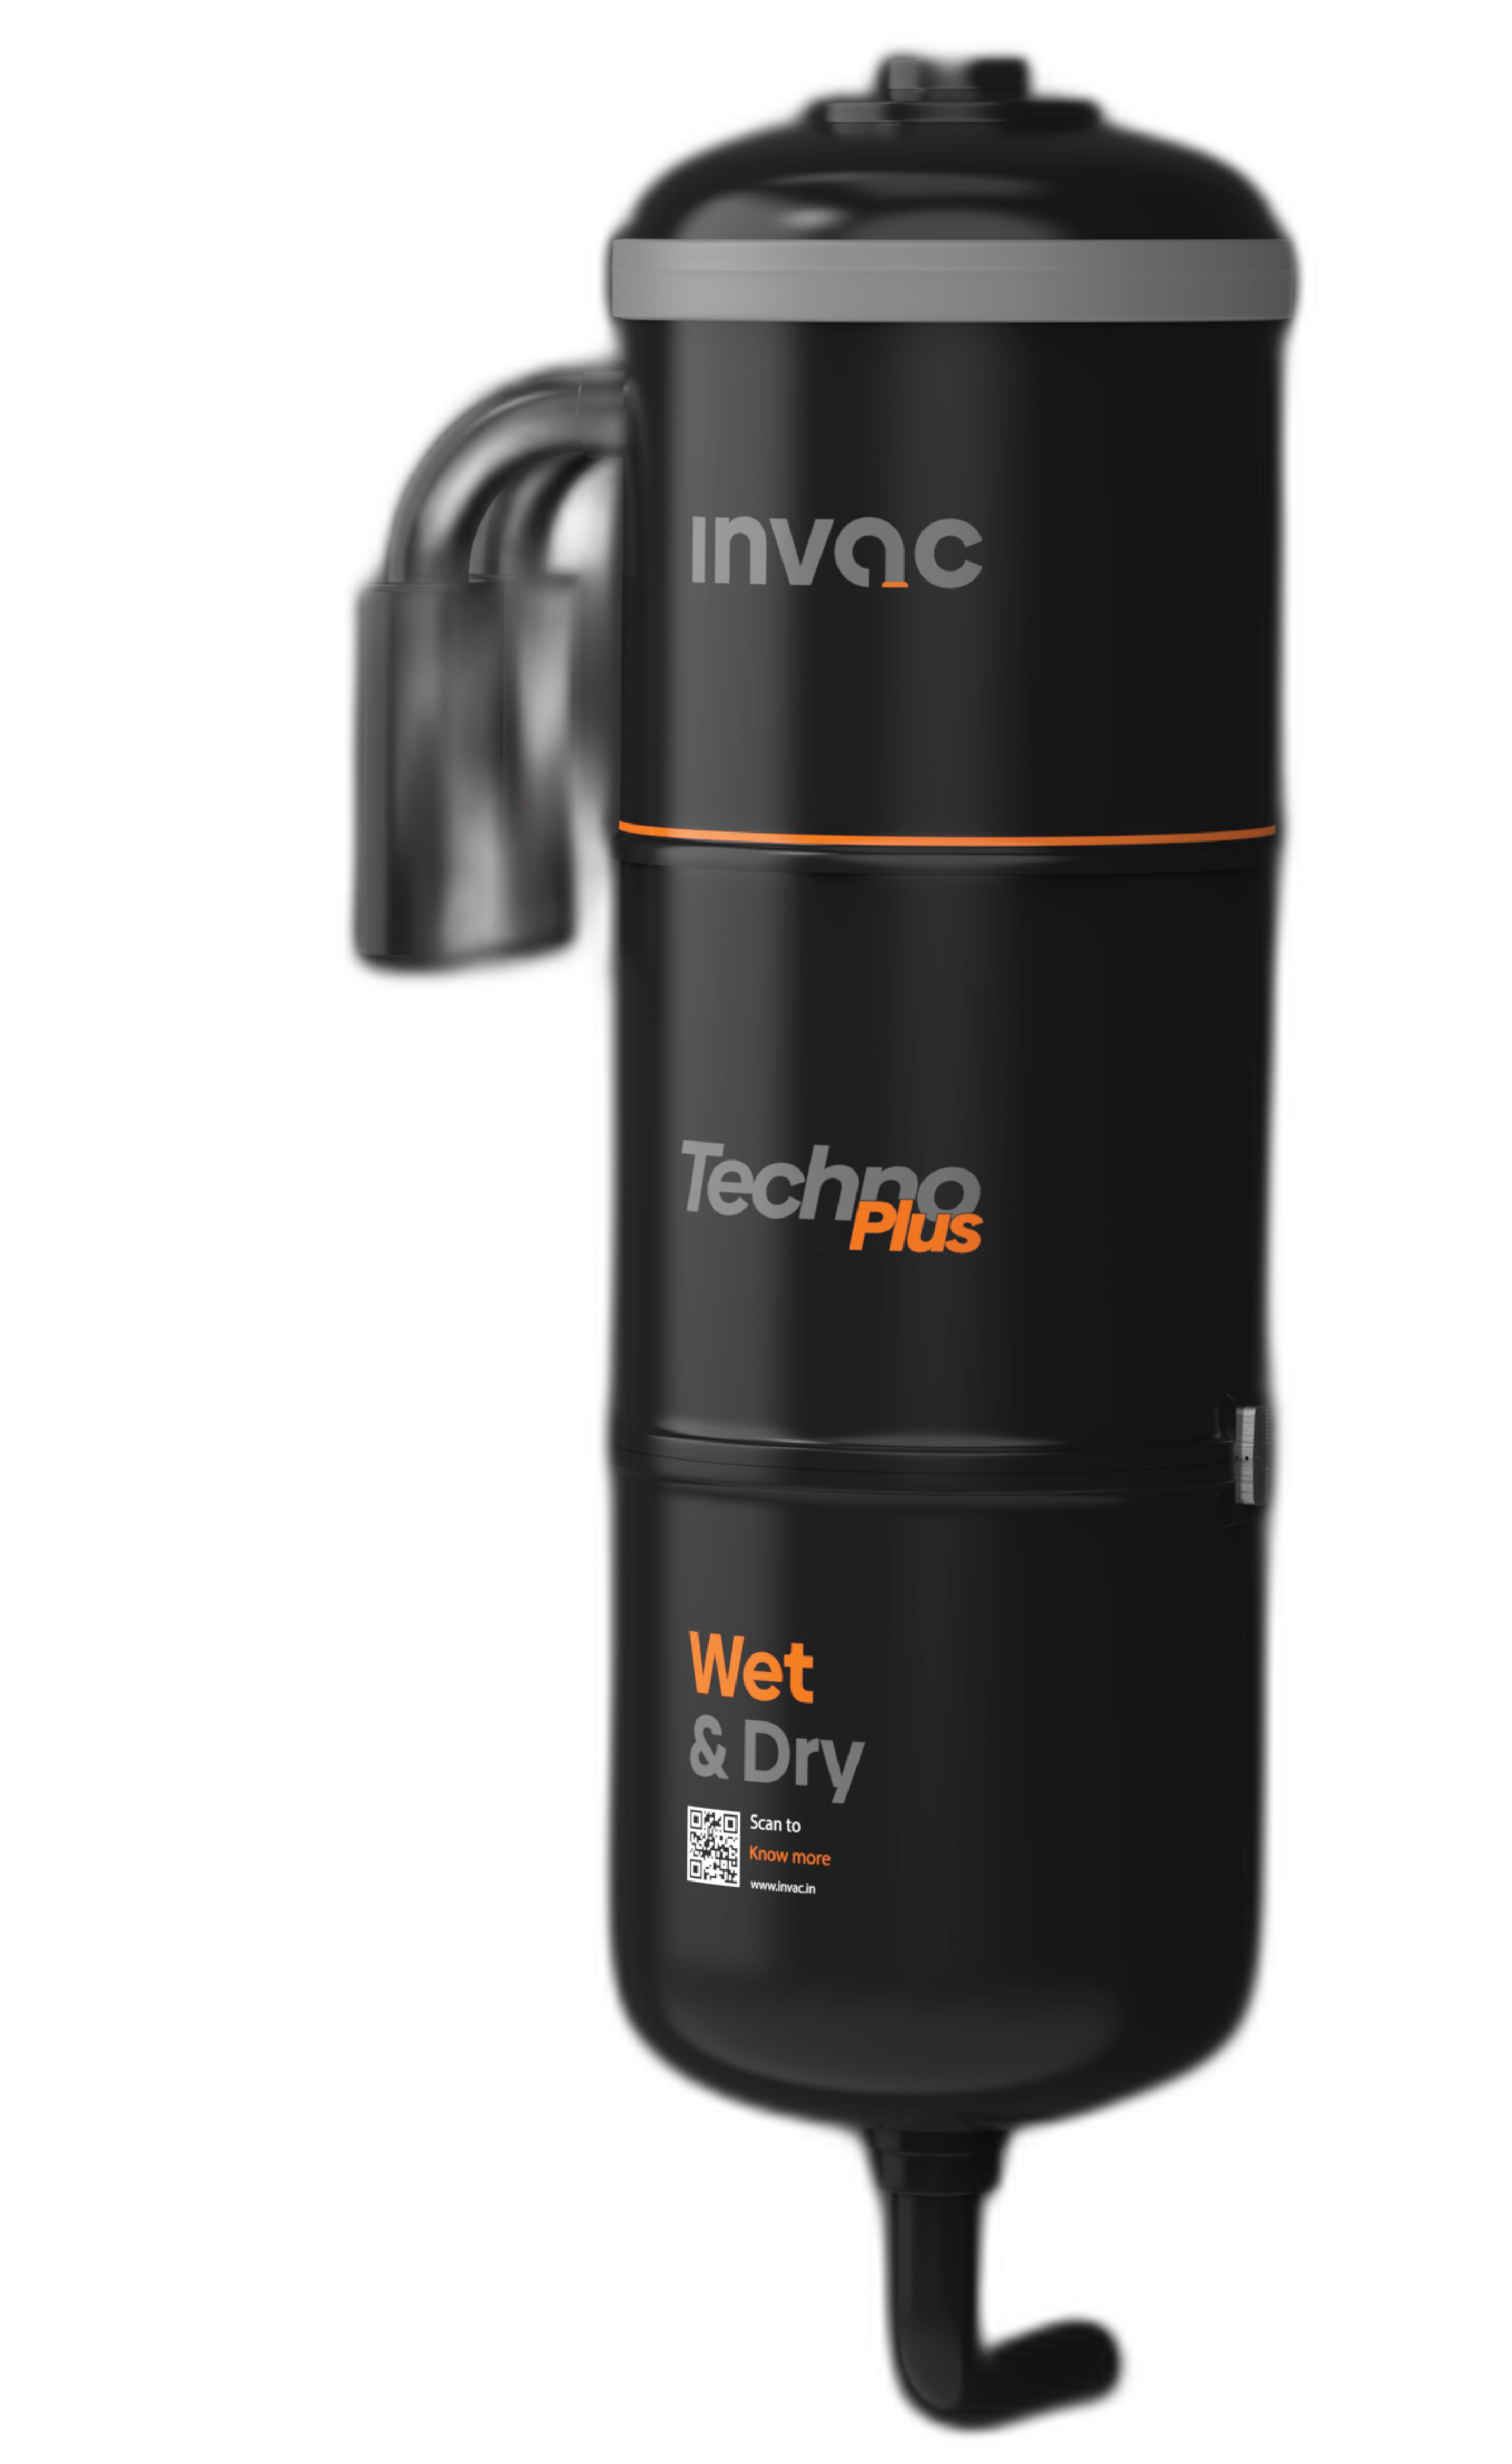 invac
Techno
Plus
Wet
& Dry
Scan to
Know more
www.invac.in